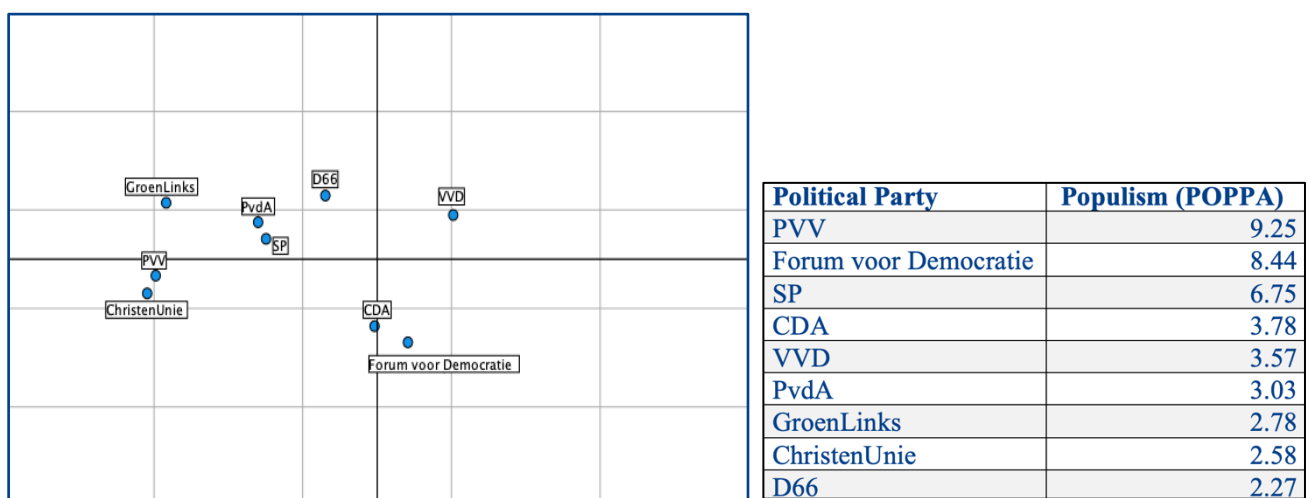 D66
GroenLinks
VVD
PvdA
SP
PVV
ChristenUnie
CDA
Forum voor Democratie
Political Party Populism (POPPA)
PVV 9.25
Forum voor Democratie 8.44
SP 6.75
CDA 3.78
VVD 3.57
PvdA 3.03
GroenLinks 2.78
ChristenUnie 2.58
D66 2.27